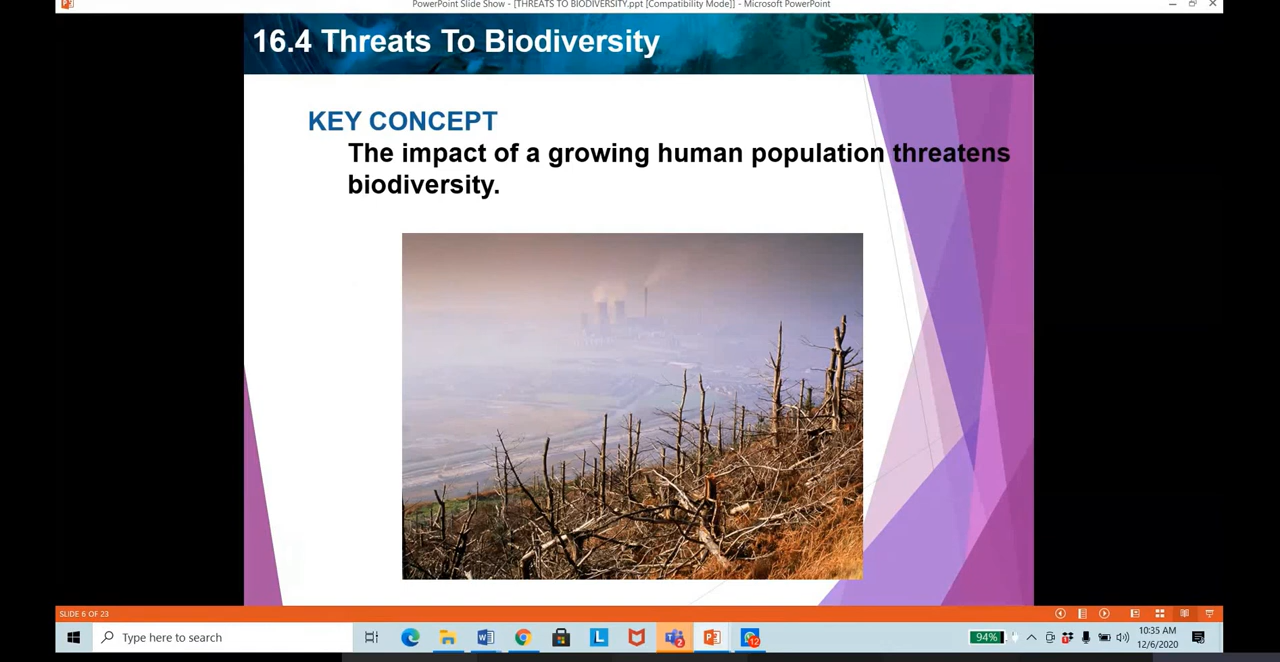 PowerPoint Slide Show - [THREATS TO BIODIVERSITY.ppt [Compatibility Mode]] - Microsoft PowerPoint
16.4 Threats To Biodiversity
KEY CONCEPT
The impact of a growing human population threatens
biodiversity.
SLIDE 6 OF 23
Type here to search
L
2
12
94%
10:35 AM
12/6/2020